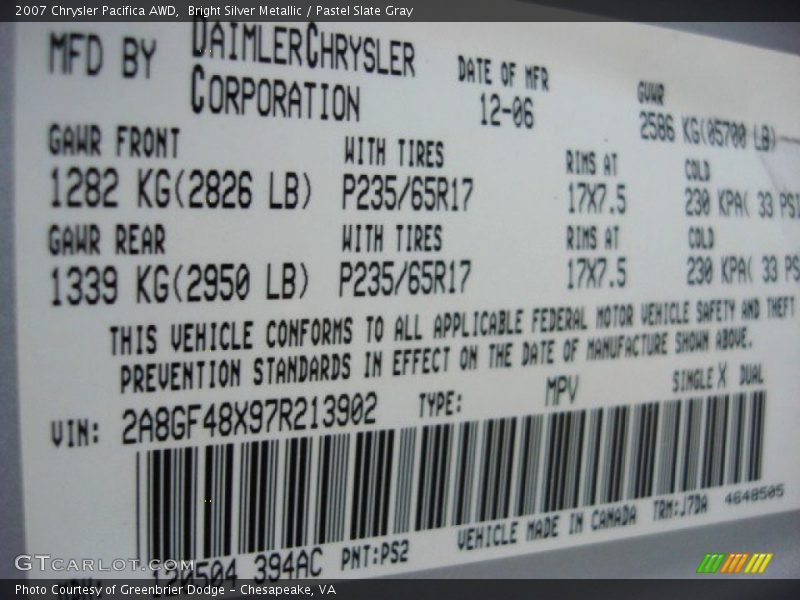 2007 Chrysler Pacifica AWD,  Bright Silver Metallic / Pastel Slate Gray
MFD BY DAIMLERCHRYSLER CORPORATION
DATE OF MFR 12-06
GVWR 2586 KG(05700 LB)
GAWR FRONT WITH TIRES RIMS AT COLD
1282 KG(2826 LB) P235/65R17 17X7.5 230 KPA( 33 PSI
GAWR REAR WITH TIRES RIMS AT COLD
1339 KG(2950 LB) P235/65R17 17X7.5 230 KPA( 33 PS
THIS VEHICLE CONFORMS TO ALL APPLICABLE FEDERAL MOTOR VEHICLE SAFETY AND THEFT
PREVENTION STANDARDS IN EFFECT ON THE DATE OF MANUFACTURE SHOWN ABOVE.
VIN: 2A8GF48X97R213902 TYPE: MPV SINGLE X DUAL
120504 394AC PNT:PS2 VEHICLE MADE IN CANADA TRM:J7DA 4648505
GTCARLOT.COM
Photo Courtesy of Greenbrier Dodge – Chesapeake, VA